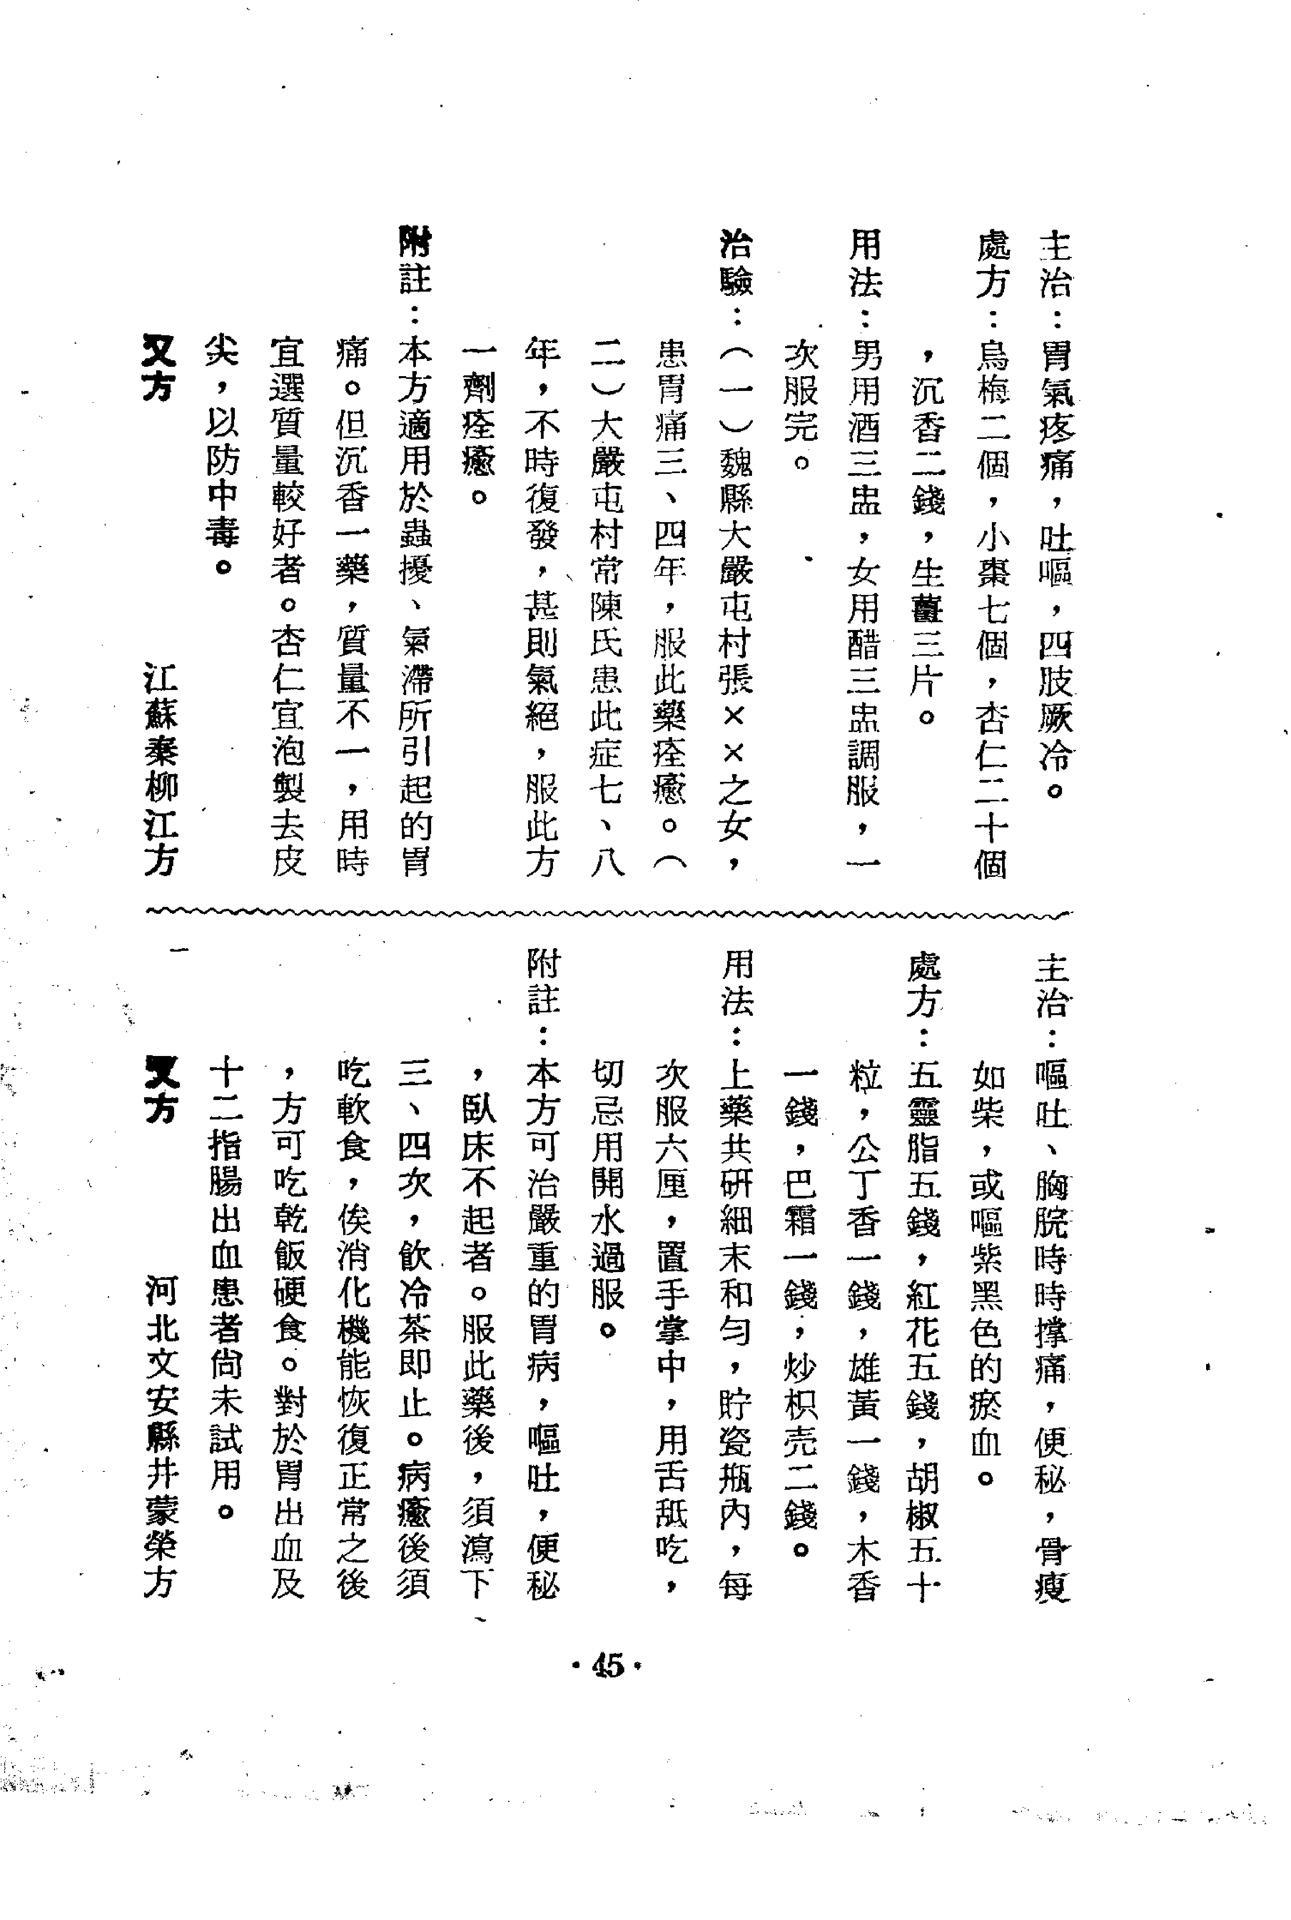 主治：胃氣疼痛，吐嘔，四肢厥冷。
處方：烏梅二個，小棗七個，杏仁二十個
，沉香二錢，生薑三片。
用法：男用酒三盅，女用醋三盅調服，一
次服完。
治驗：（一）魏縣大嚴屯村張××之女，
患胃痛三、四年，服此藥痊癒。（
二）大嚴屯村常陳氏患此症七、八
年，不時復發，甚則氣絕，服此方
一劑痊癒。
附註：本方適用於蟲擾、氣滯所引起的胃
痛。但沉香一藥，質量不一，用時
宜選質量較好者。杏仁宜泡製去皮
尖，以防中毒。
又方　江蘇秦柳江方
主治：嘔吐、胸脘時時撑痛，便秘，骨瘦
如柴，或嘔紫黑色的瘀血。
處方：五靈脂五錢，紅花五錢，胡椒五十
粒，公丁香一錢，雄黃一錢，木香
一錢，巴霜一錢，炒枳壳二錢。
用法：上藥共研細末和勻，貯瓷瓶內，每
次服六厘，置手掌中，用舌舐吃，
切忌用開水過服。
附註：本方可治嚴重的胃病，嘔吐，便秘
，臥床不起者。服此藥後，須瀉下
三、四次，飲冷茶即止。病癒後須
吃軟食，俟消化機能恢復正常之後
，方可吃乾飯硬食。對於胃出血及
十二指腸出血患者尚未試用。
又方　河北文安縣井蒙榮方
·45·